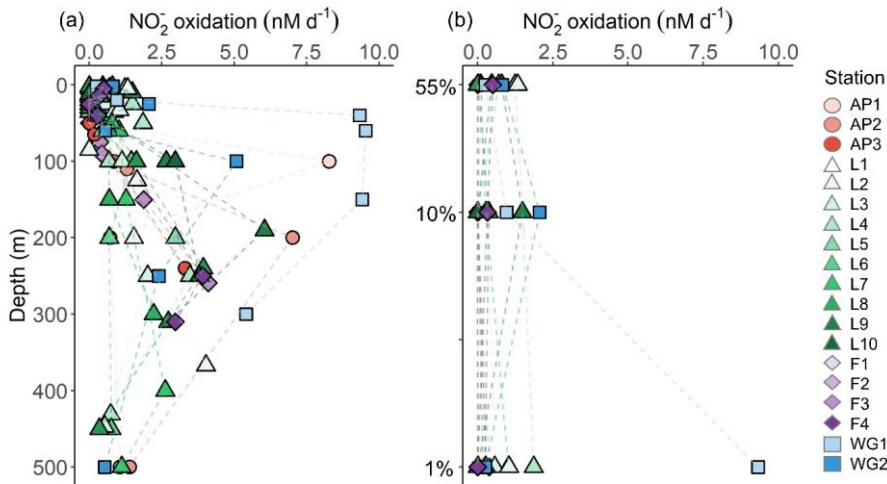 (a) NO₂⁻ oxidation (nM d⁻¹)
0.0 2.5 5.0 7.5 10.0
Depth (m)
0
100
200
300
400
500
(b) NO₂⁻ oxidation (nM d⁻¹)
0.0 2.5 5.0 7.5 10.0
55%
10%
1%
Station
AP1
AP2
AP3
L1
L2
L3
L4
L5
L6
L7
L8
L9
L10
F1
F2
F3
F4
WG1
WG2